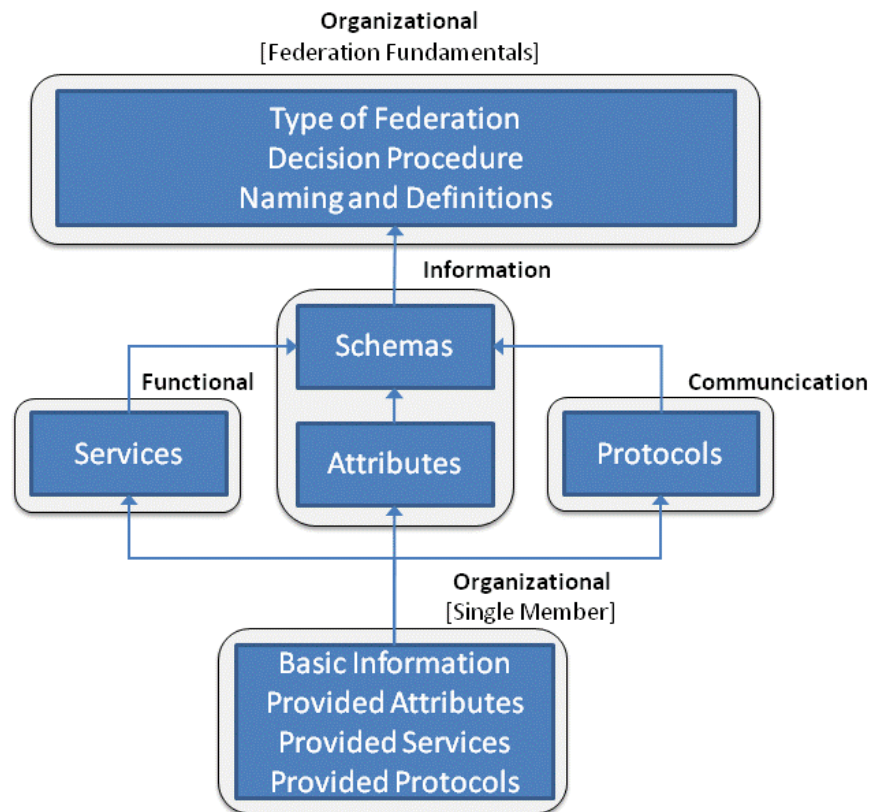 Organizational
[Federation Fundamentals]
Type of Federation
Decision Procedure
Naming and Definitions
Information
Schemas
Functional
Communcication
Services
Attributes
Protocols
Organizational
[Single Member]
Basic Information
Provided Attributes
Provided Services
Provided Protocols